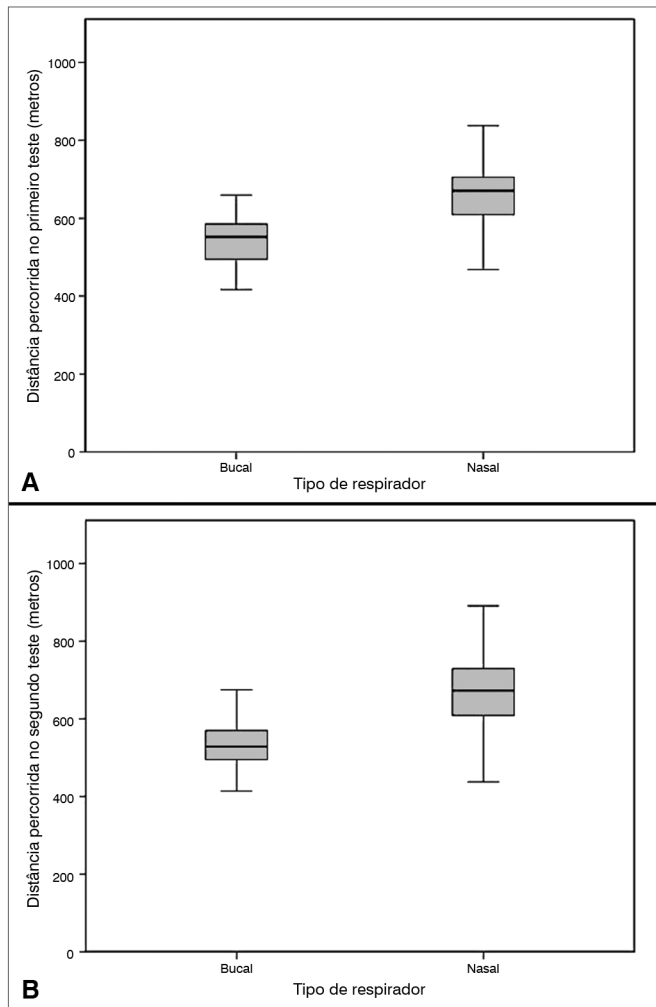 Distância percorrida no primeiro teste (metros)
1000
800
600
400
200
0
Bucal
Nasal
Tipo de respirador
A
Distância percorrida no segundo teste (metros)
1000
800
600
400
200
0
Bucal
Nasal
Tipo de respirador
B